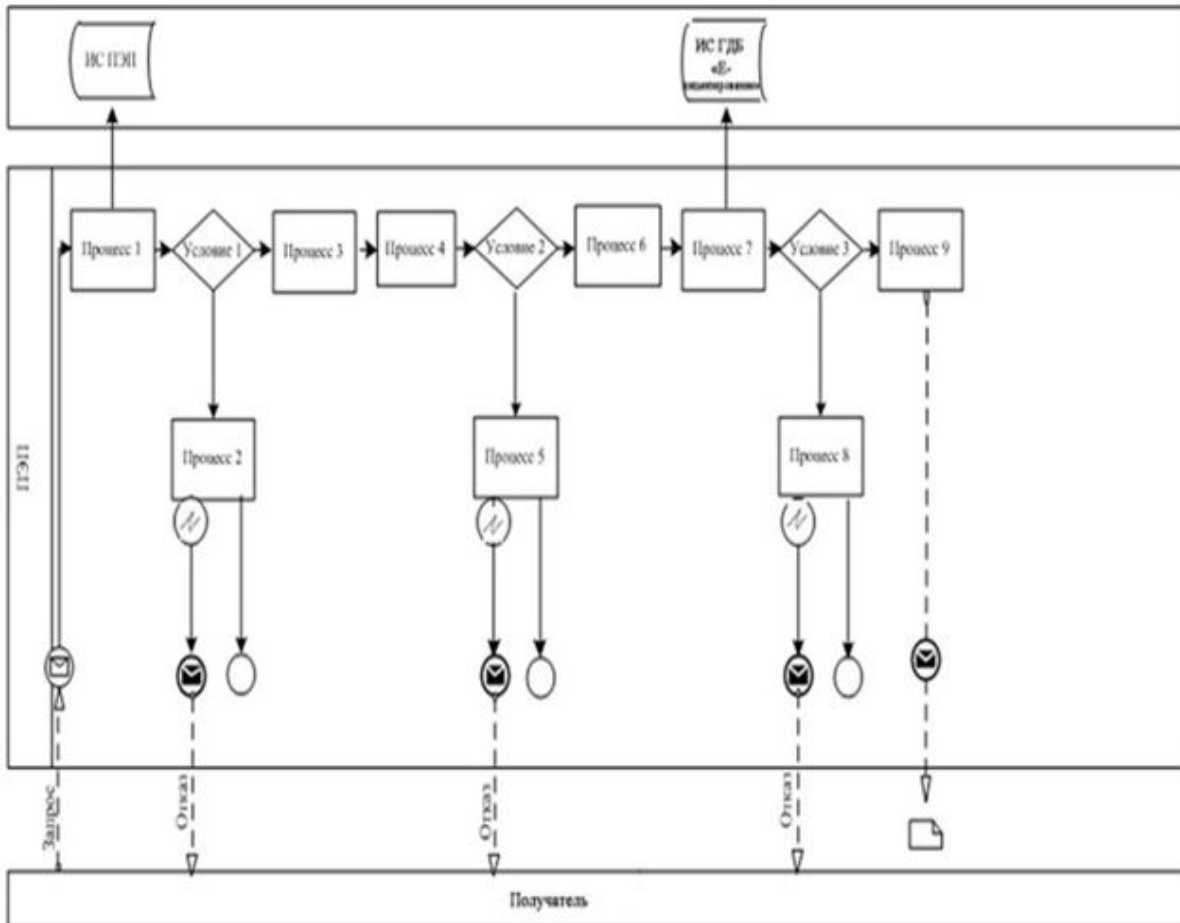 ИС ПЭП
ИС ГДБ
«Е-
Процесс 1
Условие 1
Процесс 3
Процесс 4
Условие 2
Процесс 6
Процесс 7
Условие 3
Процесс 9
Процесс 2
Процесс 5
Процесс 8
ПЭП
Запрос
Отказ
Отказ
Отказ
Получатель